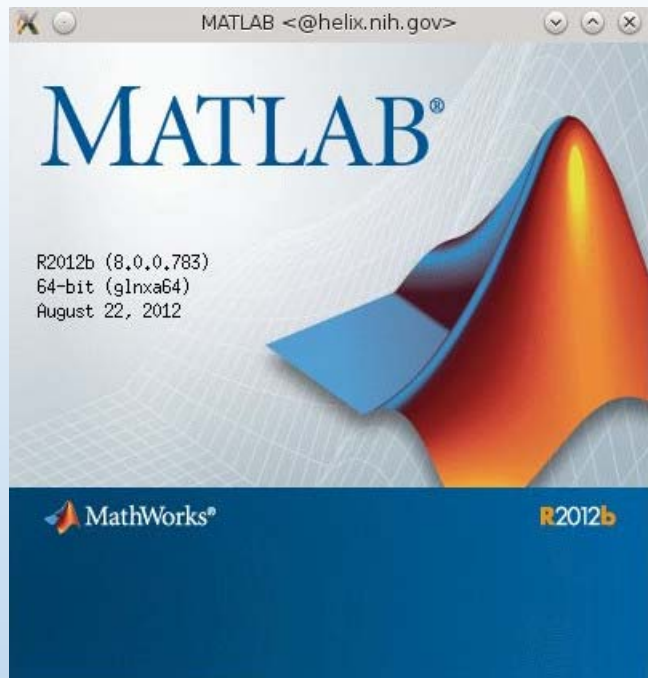 MATLAB <@helix.nih.gov>
MATLAB®
R2012b (8.0.0.783)
64-bit (glnxa64)
August 22, 2012
MathWorks® R2012b